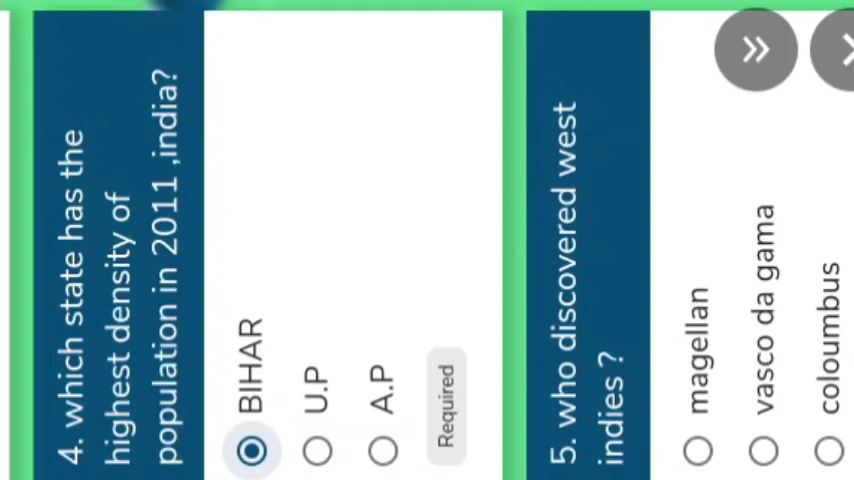 4. which state has the
highest density of
population in 2011 ,india?
BIHAR
U.P
A.P
Required
5. who discovered west
indies ?
magellan
vasco da gama
coloumbus